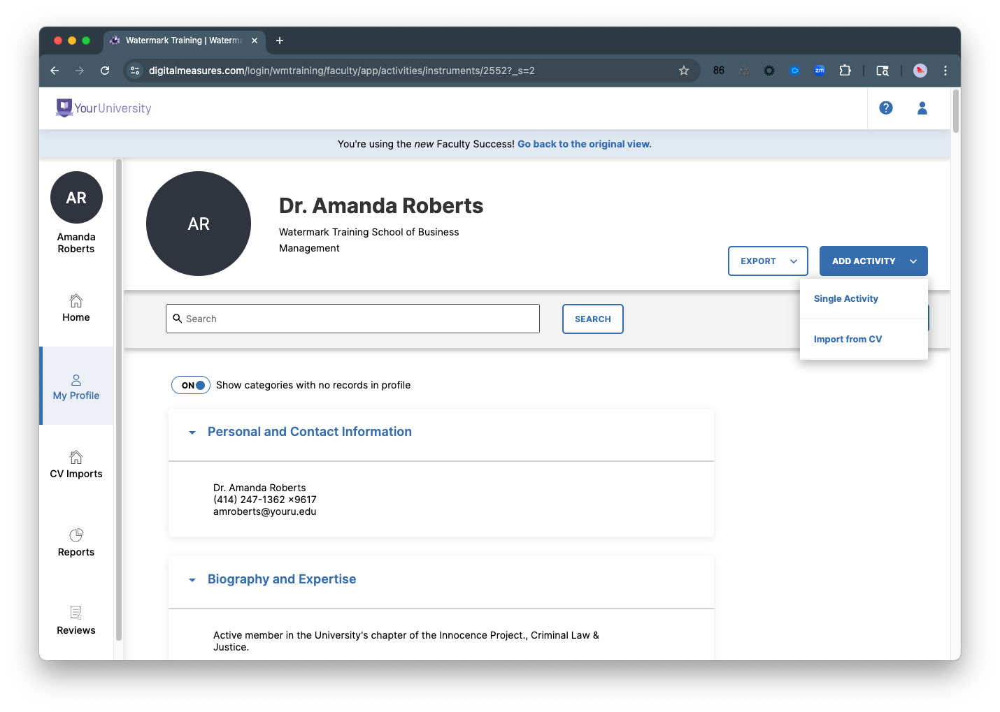 Watermark Training | Waterma
digitalmeasures.com/login/wmtraining/faculty/app/activities/instruments/2552?_s=2
86
zm
YourUniversity
?
You're using the new Faculty Success! Go back to the original view.
AR
Amanda
Roberts
Home
My Profile
CV Imports
Reports
Reviews
AR
Dr. Amanda Roberts
Watermark Training School of Business
Management
EXPORT
ADD ACTIVITY
Single Activity
Import from CV
Search
SEARCH
ON
Show categories with no records in profile
Personal and Contact Information
Dr. Amanda Roberts
(414) 247-1362 ×9617
amroberts@youru.edu
Biography and Expertise
Active member in the University's chapter of the Innocence Project., Criminal Law &
Justice.